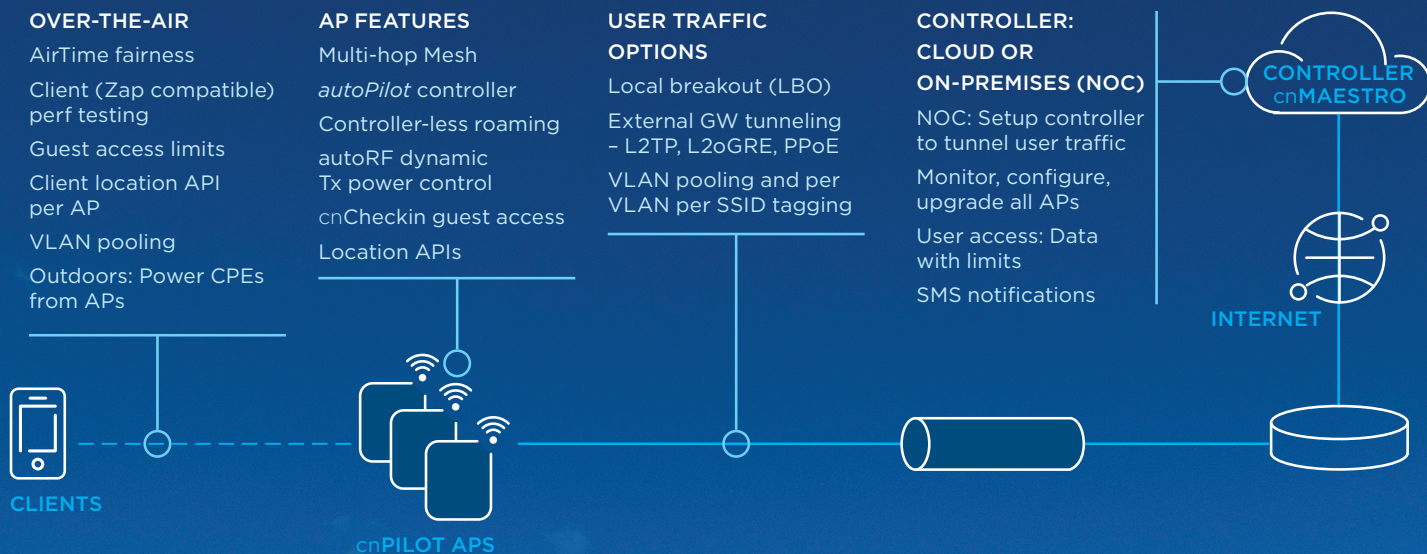 OVER-THE-AIR
AirTime fairness
Client (Zap compatible)
perf testing
Guest access limits
Client location API
per AP
VLAN pooling
Outdoors: Power CPEs
from APs
AP FEATURES
Multi-hop Mesh
autoPilot controller
Controller-less roaming
autoRF dynamic
Tx power control
cnCheckin guest access
Location APIs
USER TRAFFIC
OPTIONS
Local breakout (LBO)
External GW tunneling
– L2TP, L2oGRE, PPoE
VLAN pooling and per
VLAN per SSID tagging
CONTROLLER:
CLOUD OR
ON-PREMISES (NOC)
NOC: Setup controller
to tunnel user traffic
Monitor, configure,
upgrade all APs
User access: Data
with limits
SMS notifications
CONTROLLER
cnMAESTRO
INTERNET
CLIENTS
cnPILOT APS